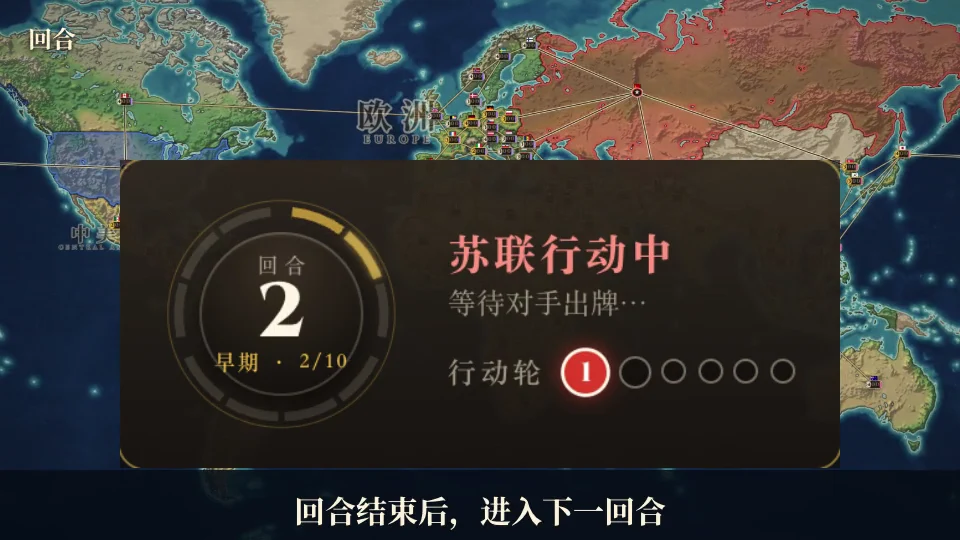 回合
欧洲
EUROPE
回合
2
早期 · 2/10
苏联行动中
等待对手出牌…
行动轮 1
回合结束后，进入下一回合